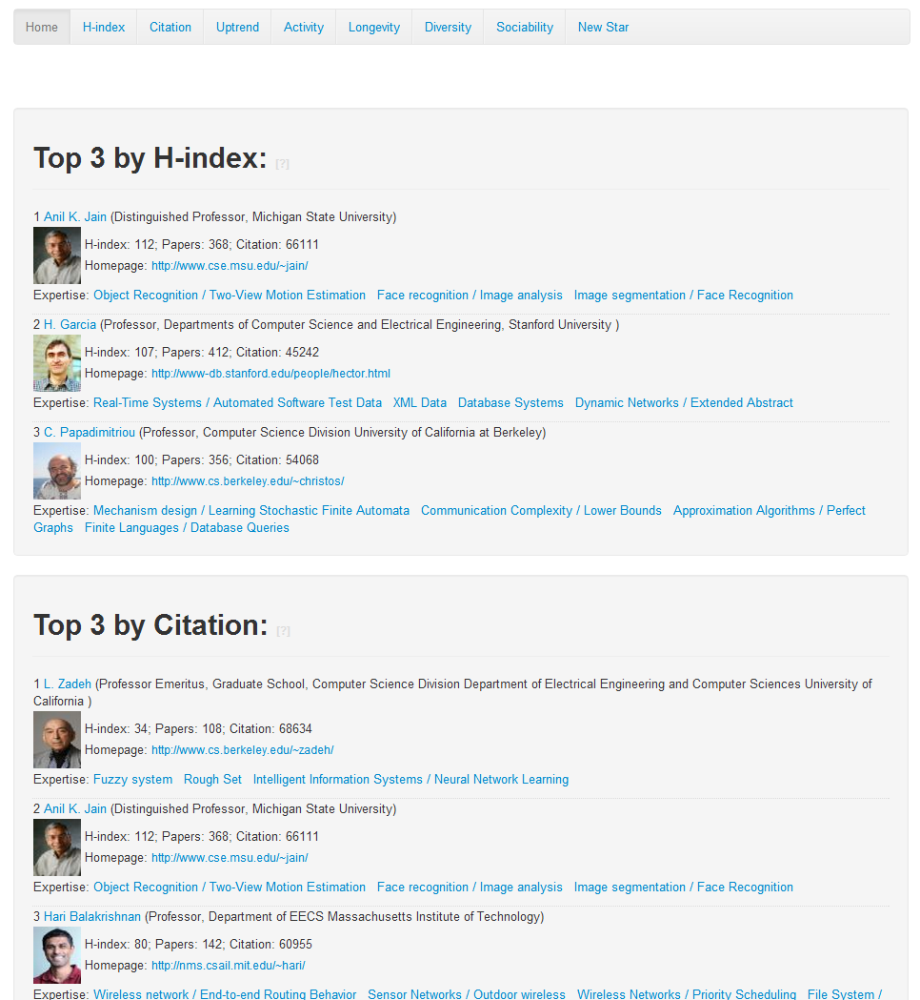 Home H-index Citation Uptrend Activity Longevity Diversity Sociability New Star
Top 3 by H-index: [?]
1 Anil K. Jain (Distinguished Professor, Michigan State University)
H-index: 112; Papers: 368; Citation: 66111
Homepage: http://www.cse.msu.edu/~jain/
Expertise: Object Recognition / Two-View Motion Estimation Face recognition / Image analysis Image segmentation / Face Recognition
2 H. Garcia (Professor, Departments of Computer Science and Electrical Engineering, Stanford University )
H-index: 107; Papers: 412; Citation: 45242
Homepage: http://www-db.stanford.edu/people/hector.html
Expertise: Real-Time Systems / Automated Software Test Data XML Data Database Systems Dynamic Networks / Extended Abstract
3 C. Papadimitriou (Professor, Computer Science Division University of California at Berkeley)
H-index: 100; Papers: 356; Citation: 54068
Homepage: http://www.cs.berkeley.edu/~christos/
Expertise: Mechanism design / Learning Stochastic Finite Automata Communication Complexity / Lower Bounds Approximation Algorithms / Perfect
Graphs Finite Languages / Database Queries
Top 3 by Citation: [?]
1 L. Zadeh (Professor Emeritus, Graduate School, Computer Science Division Department of Electrical Engineering and Computer Sciences University of
California )
H-index: 34; Papers: 108; Citation: 68634
Homepage: http://www.cs.berkeley.edu/~zadeh/
Expertise: Fuzzy system Rough Set Intelligent Information Systems / Neural Network Learning
2 Anil K. Jain (Distinguished Professor, Michigan State University)
H-index: 112; Papers: 368; Citation: 66111
Homepage: http://www.cse.msu.edu/~jain/
Expertise: Object Recognition / Two-View Motion Estimation Face recognition / Image analysis Image segmentation / Face Recognition
3 Hari Balakrishnan (Professor, Department of EECS Massachusetts Institute of Technology)
H-index: 80; Papers: 142; Citation: 60955
Homepage: http://nms.csail.mit.edu/~hari/
Expertise: Wireless network / End-to-end Routing Behavior Sensor Networks / Outdoor wireless Wireless Networks / Priority Scheduling File System /